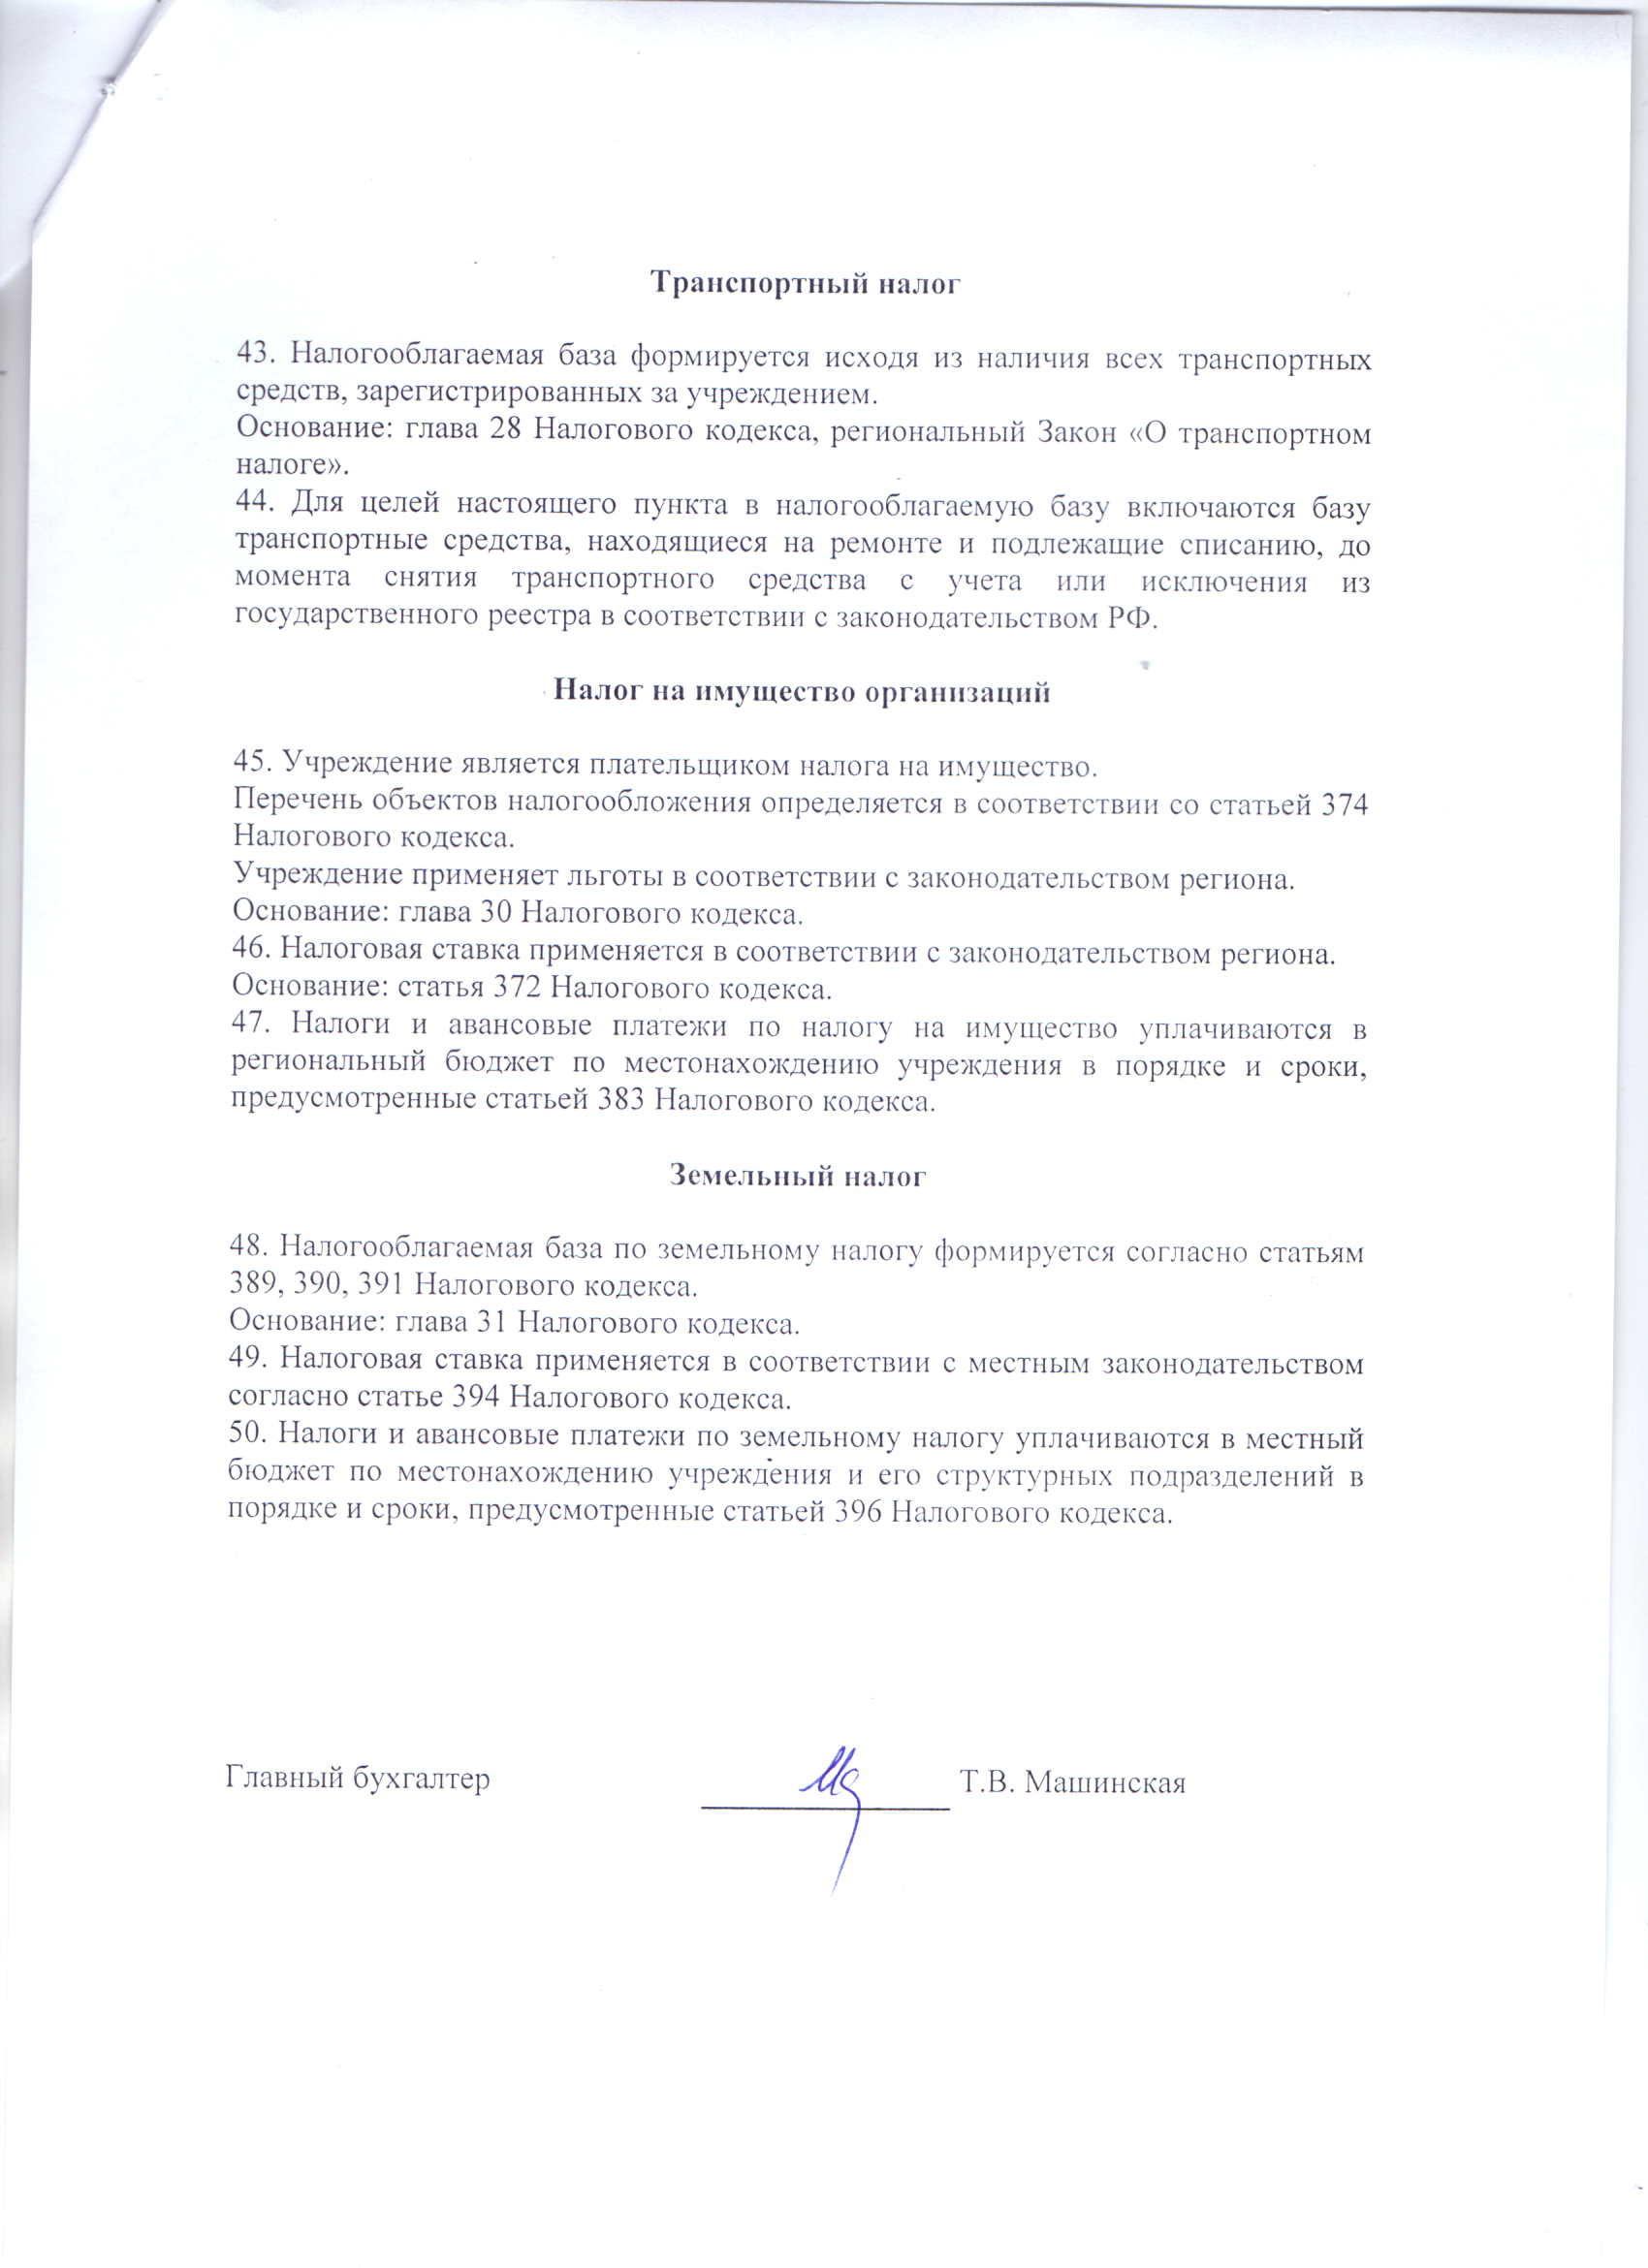 Транспортный налог
43. Налогооблагаемая база формируется исходя из наличия всех транспортных
средств, зарегистрированных за учреждением.
Основание: глава 28 Налогового кодекса, региональный Закон «О транспортном
налоге».
44. Для целей настоящего пункта в налогооблагаемую базу включаются базу
транспортные средства, находящиеся на ремонте и подлежащие списанию, до
момента снятия транспортного средства с учета или исключения из
государственного реестра в соответствии с законодательством РФ.
Налог на имущество организаций
45. Учреждение является плательщиком налога на имущество.
Перечень объектов налогообложения определяется в соответствии со статьей 374
Налогового кодекса.
Учреждение применяет льготы в соответствии с законодательством региона.
Основание: глава 30 Налогового кодекса.
46. Налоговая ставка применяется в соответствии с законодательством региона.
Основание: статья 372 Налогового кодекса.
47. Налоги и авансовые платежи по налогу на имущество уплачиваются в
региональный бюджет по местонахождению учреждения в порядке и сроки,
предусмотренные статьей 383 Налогового кодекса.
Земельный налог
48. Налогооблагаемая база по земельному налогу формируется согласно статьям
389, 390, 391 Налогового кодекса.
Основание: глава 31 Налогового кодекса.
49. Налоговая ставка применяется в соответствии с местным законодательством
согласно статье 394 Налогового кодекса.
50. Налоги и авансовые платежи по земельному налогу уплачиваются в местный
бюджет по местонахождению учреждения и его структурных подразделений в
порядке и сроки, предусмотренные статьей 396 Налогового кодекса.
Главный бухгалтер Т.В. Машинская